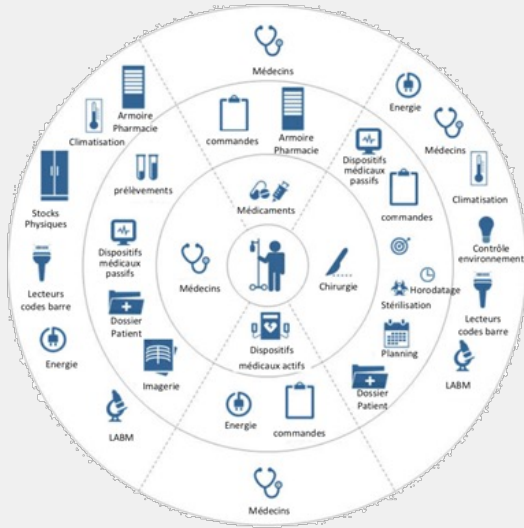 Médecins
Energie
Armoire
Pharmacie
Médecins
Climatisation
commandes
Armoire
Pharmacie
Dispositifs
médicaux
passifs
Climatisation
prélèvements
Stocks
Physiques
Médicaments
commandes
Contrôle
environnement
Dispositifs
médicaux
passifs
Médecins
Chirurgie
Horodatage
Stérilisation
Lecteurs
codes barre
Lecteurs
codes barre
Dossier
Patient
Planning
Energie
Dispositifs
médicaux actifs
Imagerie
LABM
Dossier
Patient
LABM
Energie
commandes
Médecins